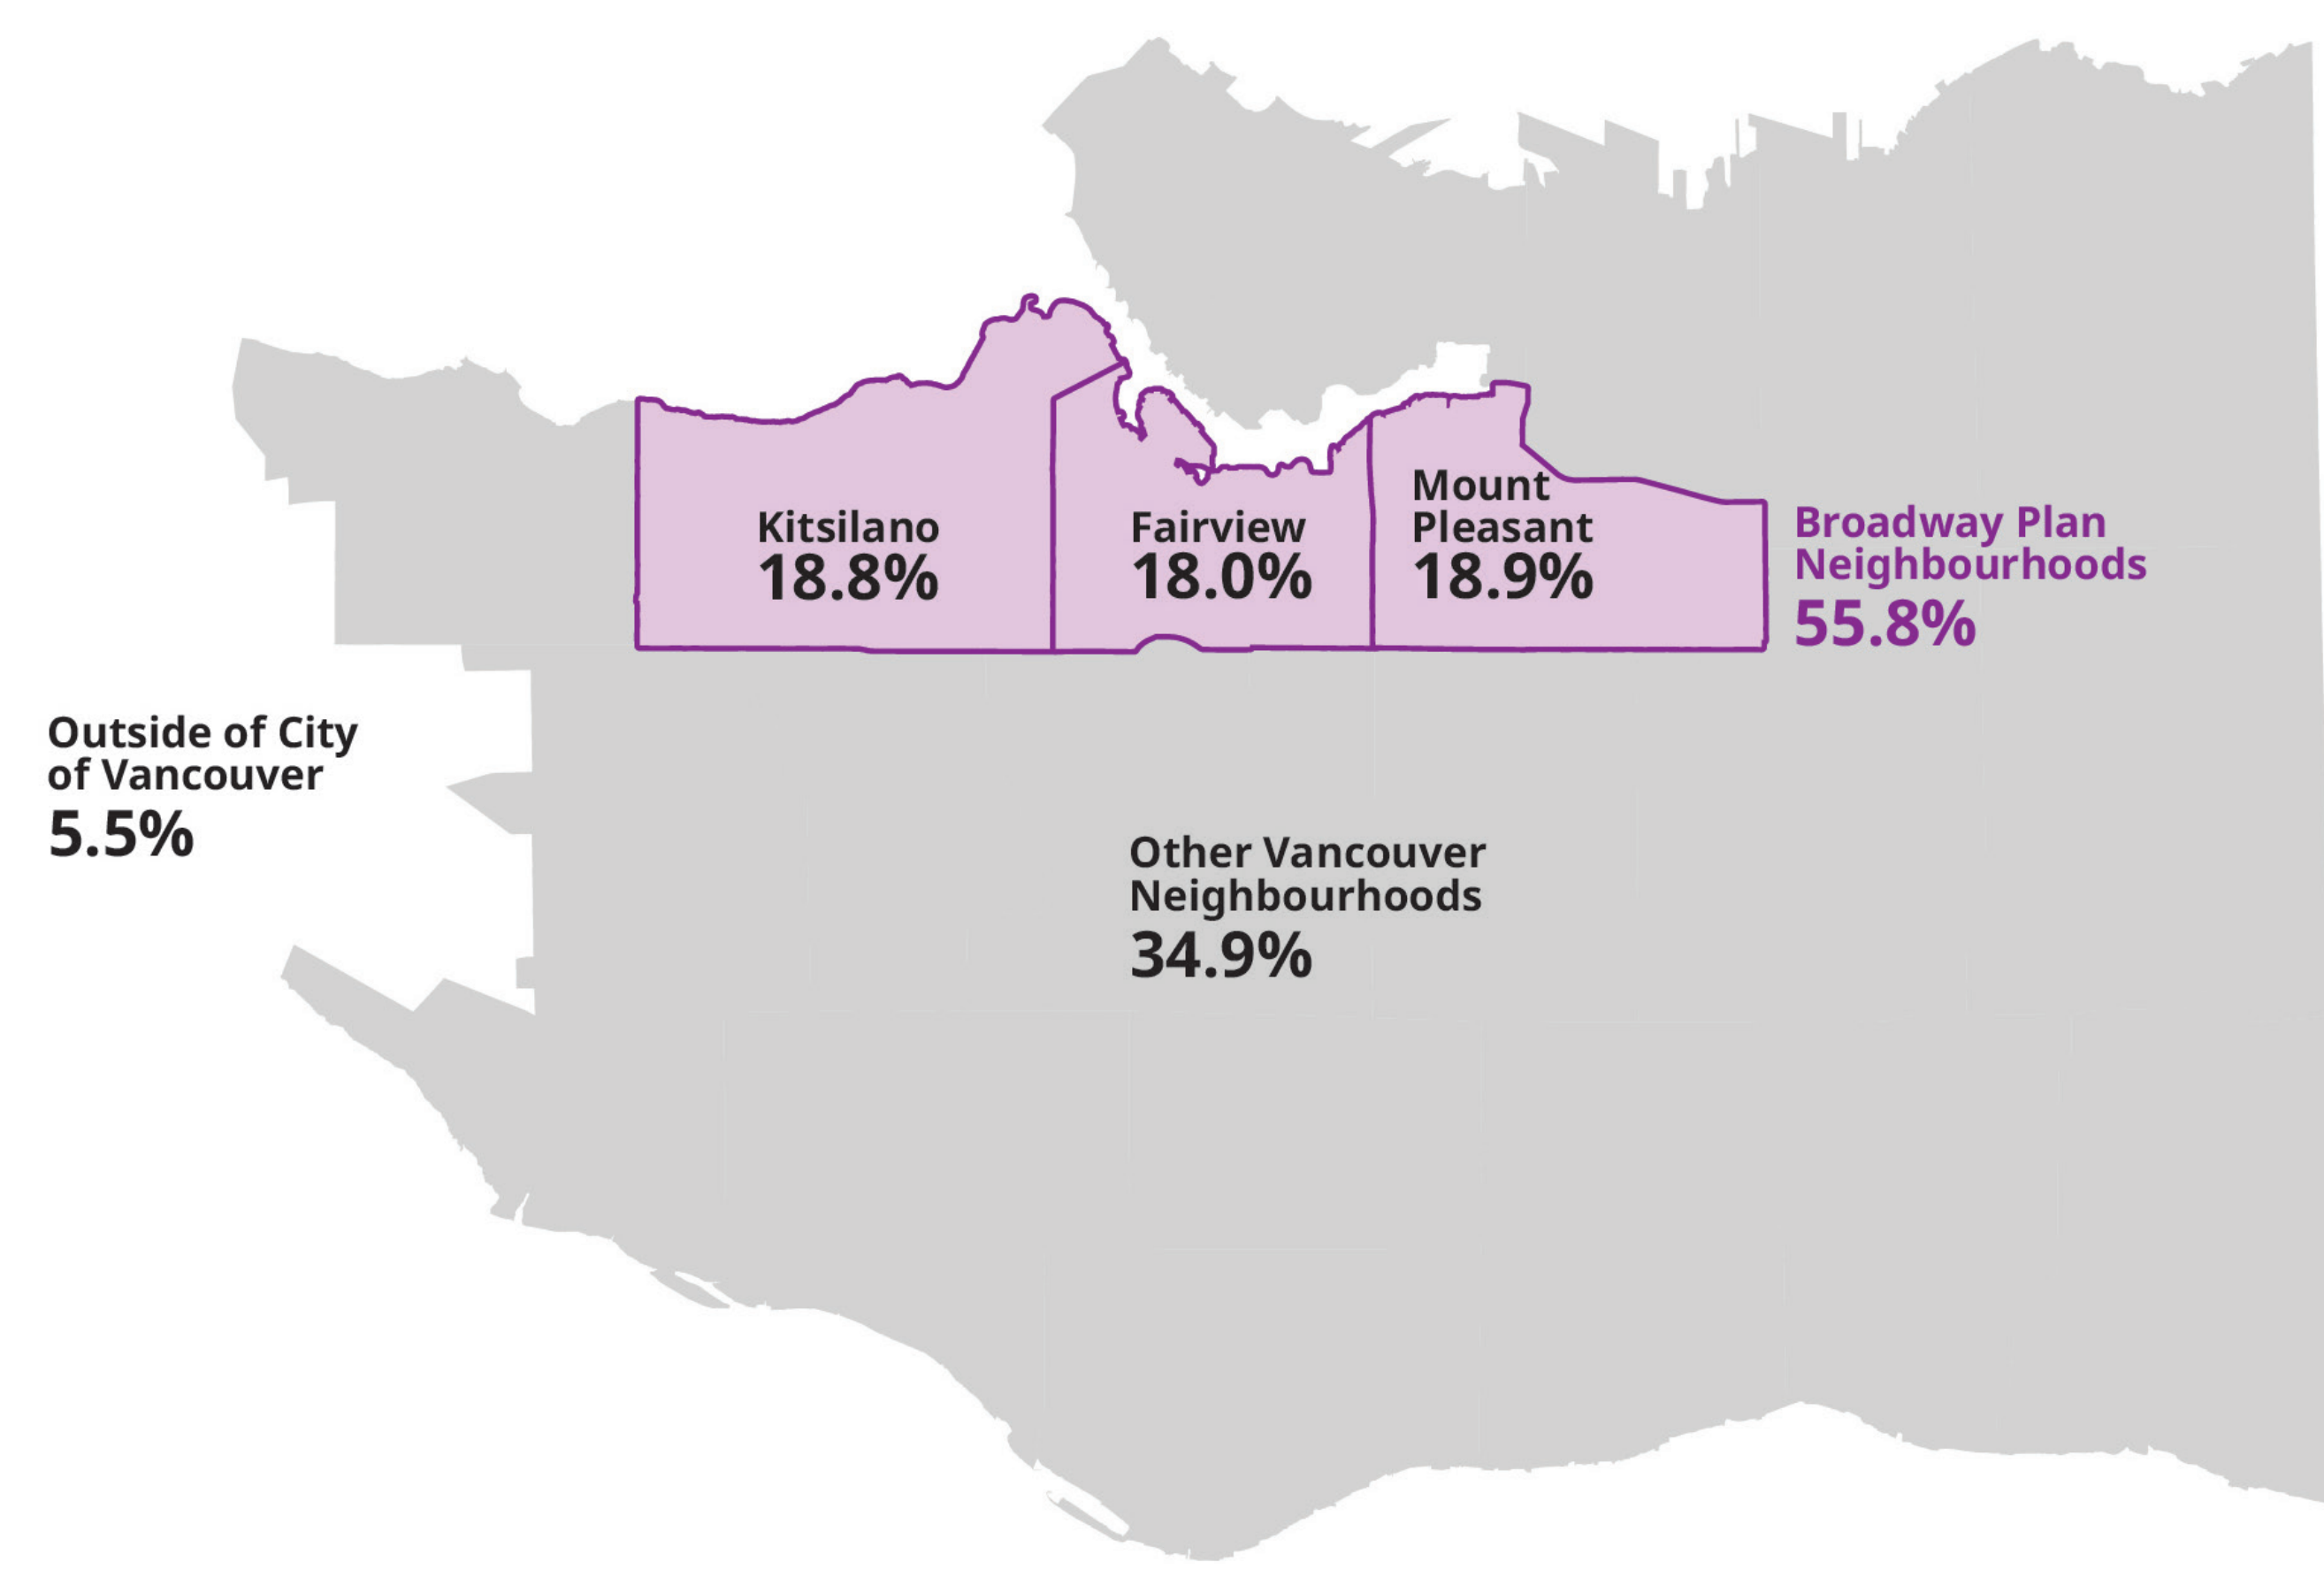 Kitsilano
18.8%
Fairview
18.0%
Mount
Pleasant
18.9%
Broadway Plan
Neighbourhoods
55.8%
Outside of City
of Vancouver
5.5%
Other Vancouver
Neighbourhoods
34.9%